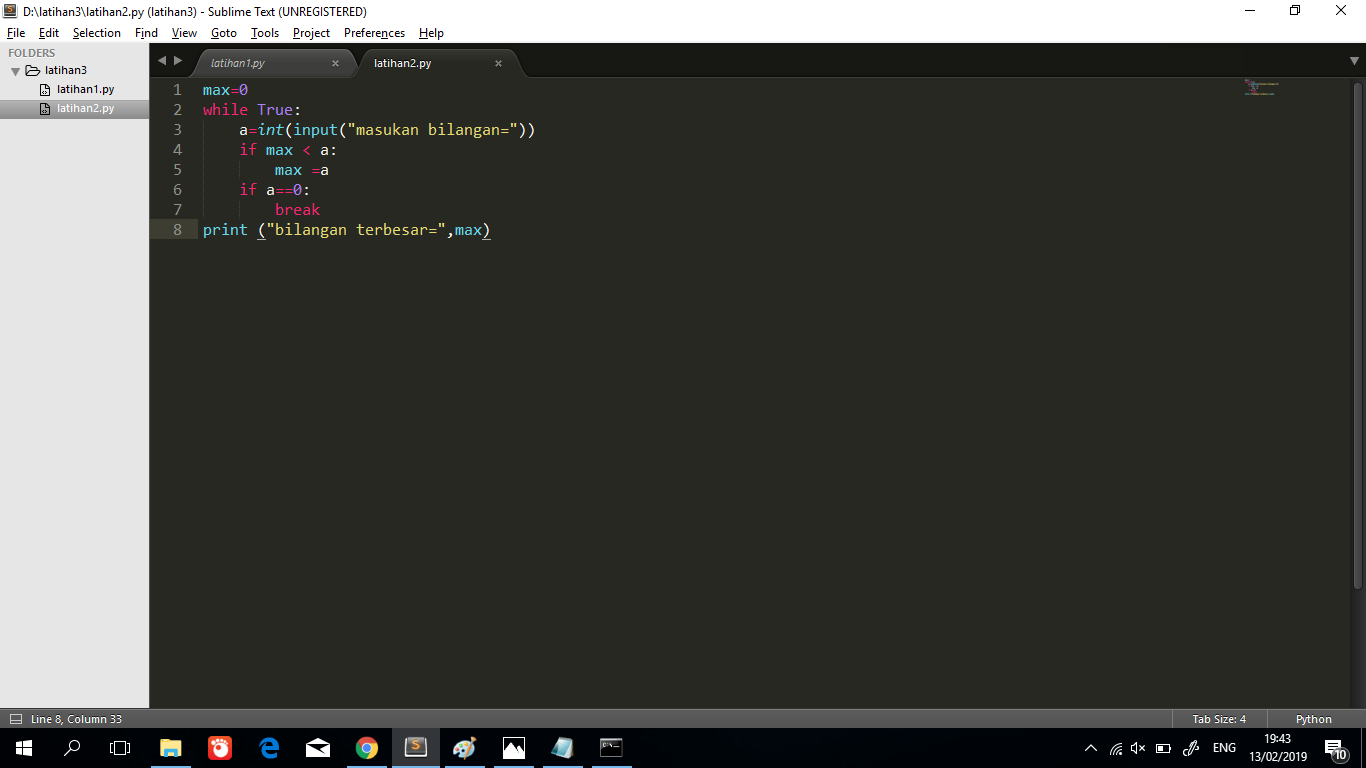 D:\latihan3\latihan2.py (latihan3) - Sublime Text (UNREGISTERED)
File Edit Selection Find View Goto Tools Project Preferences Help
FOLDERS
latihan3
latihan1.py
latihan2.py
latihan1.py × latihan2.py ×
1 max=0
2 while True:
3     a=int(input("masukan bilangan="))
4     if max < a:
5         max =a
6     if a==0:
7         break
8 print ("bilangan terbesar=",max)
Line 8, Column 33 Tab Size: 4 Python
ENG
19:43
13/02/2019
10